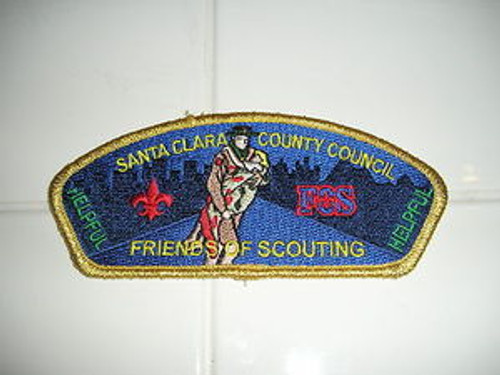 SANTA CLARA COUNTY COUNCIL
HELPFUL
FOS
HELPFUL
FRIENDS OF SCOUTING